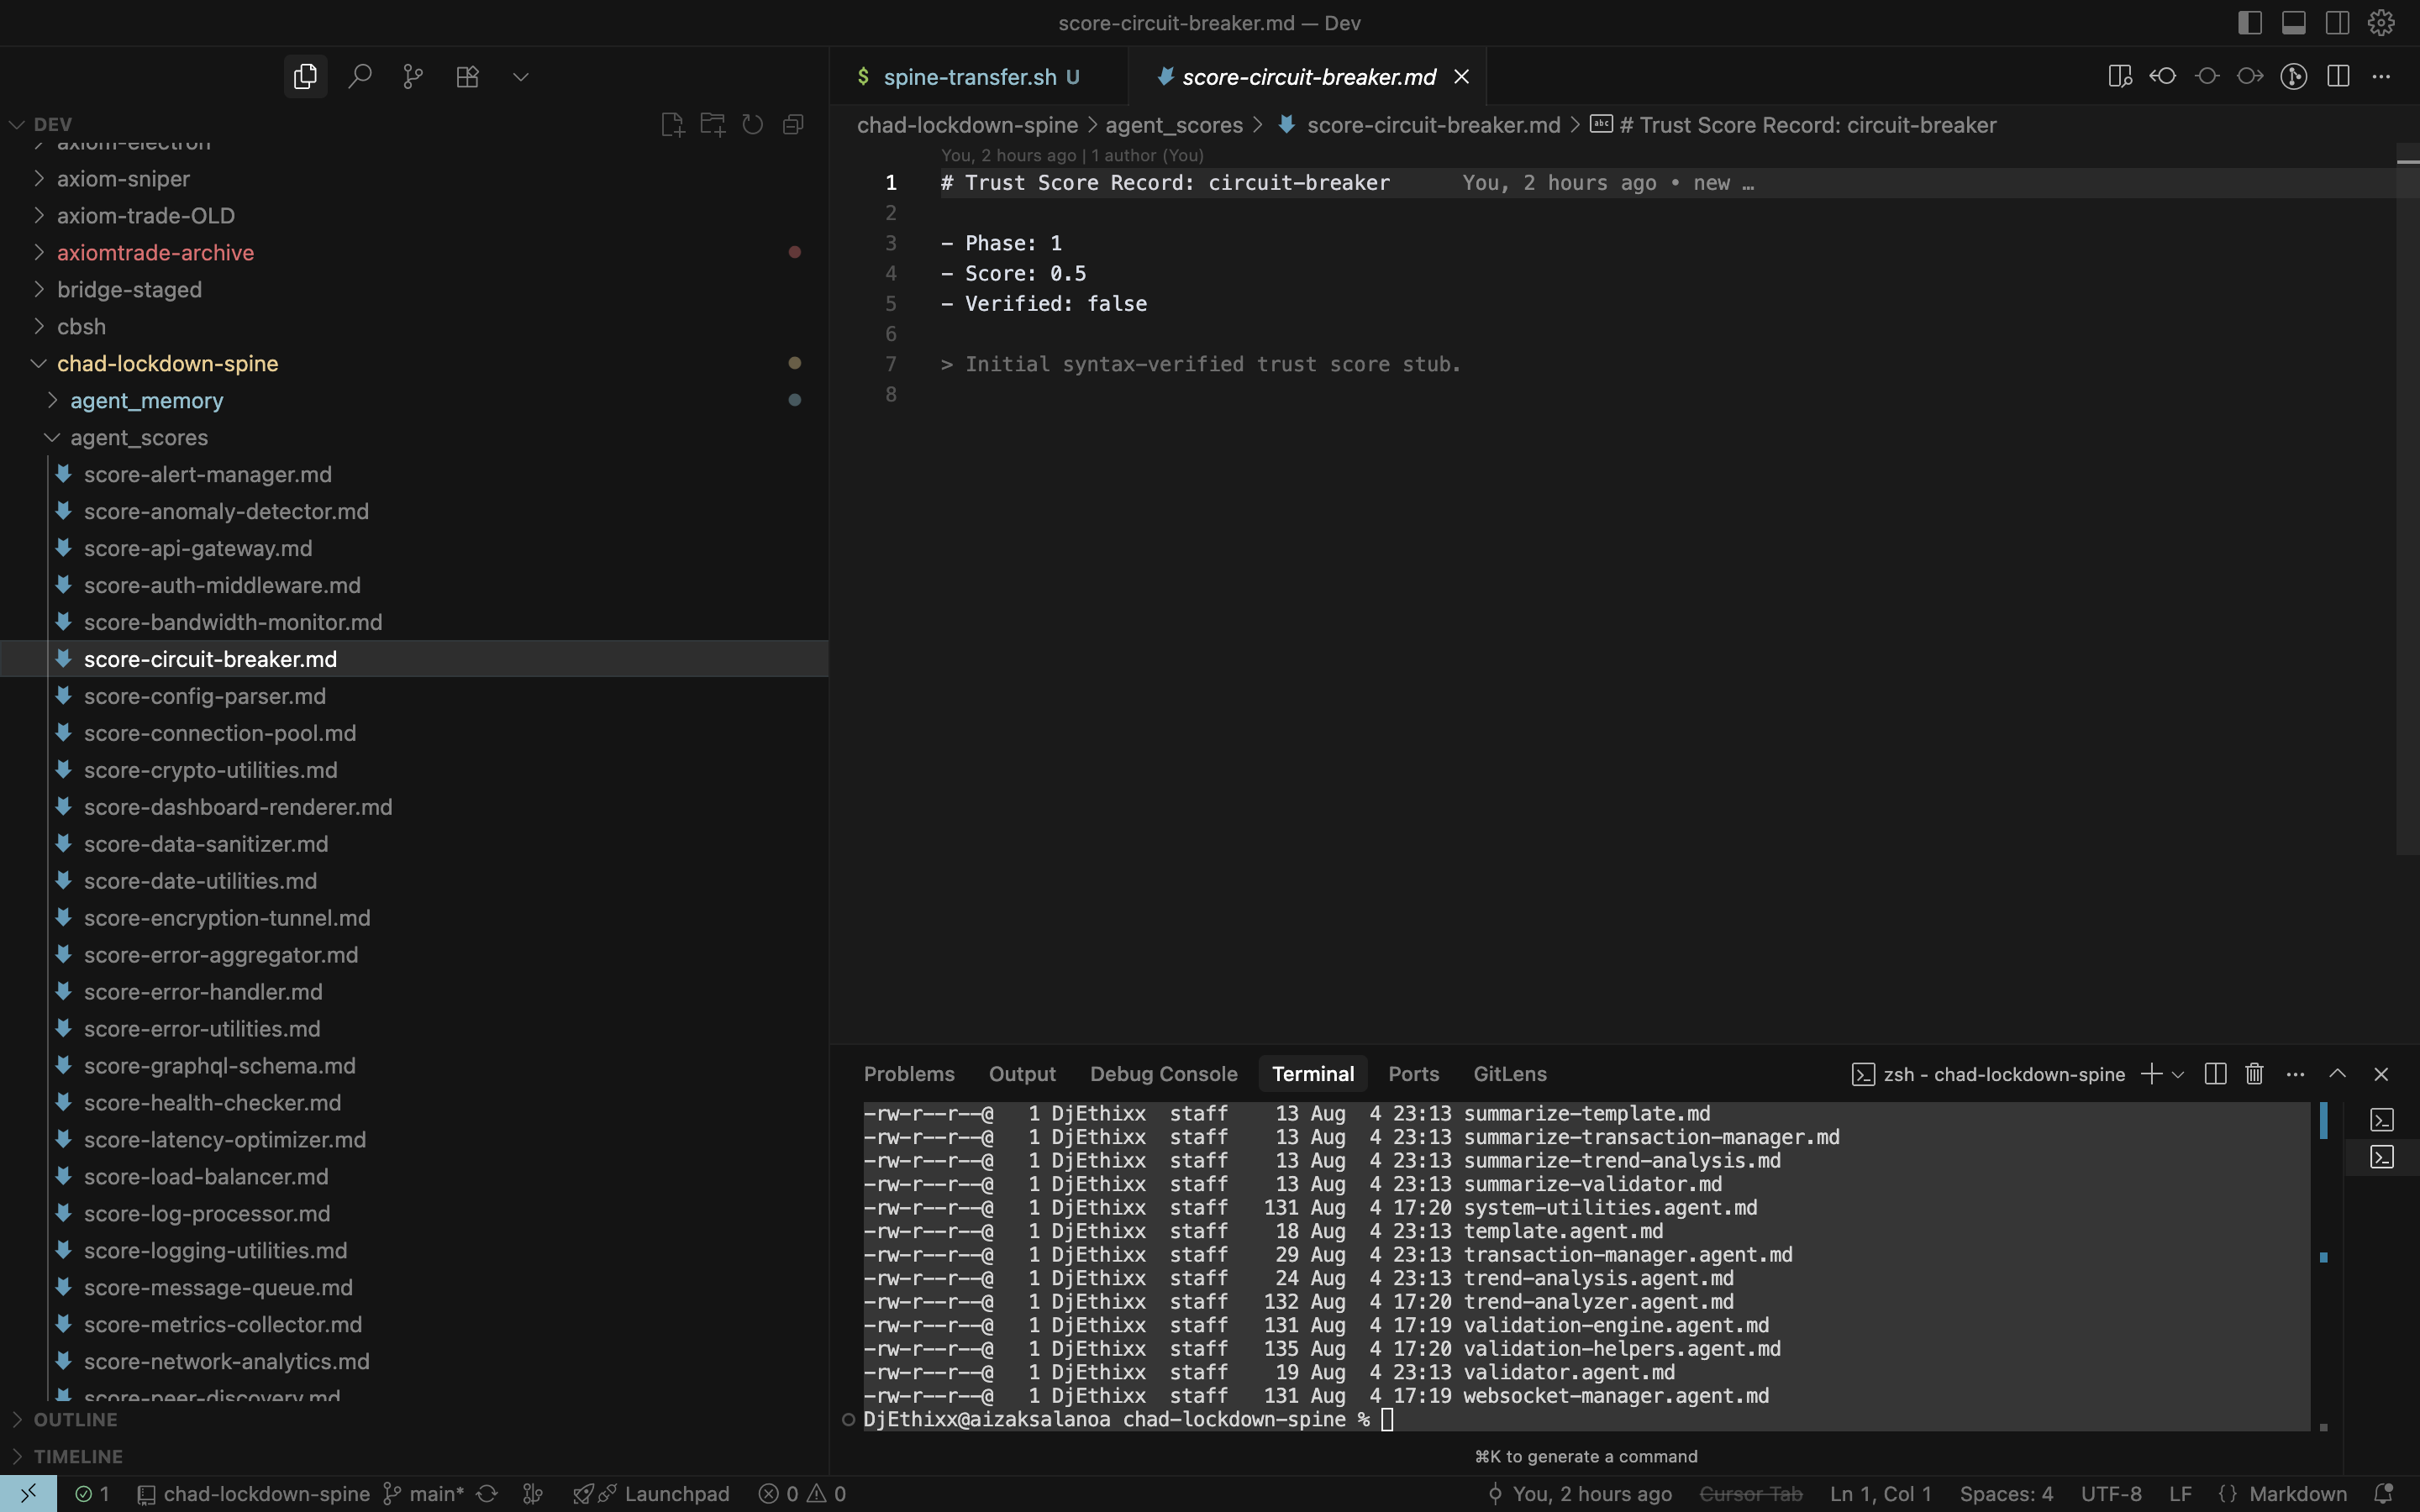 score-circuit-breaker.md — Dev
DEV
axiom-electron
axiom-sniper
axiom-trade-OLD
axiomtrade-archive
bridge-staged
cbsh
chad-lockdown-spine
agent_memory
agent_scores
score-alert-manager.md
score-anomaly-detector.md
score-api-gateway.md
score-auth-middleware.md
score-bandwidth-monitor.md
score-circuit-breaker.md
score-config-parser.md
score-connection-pool.md
score-crypto-utilities.md
score-dashboard-renderer.md
score-data-sanitizer.md
score-date-utilities.md
score-encryption-tunnel.md
score-error-aggregator.md
score-error-handler.md
score-error-utilities.md
score-graphql-schema.md
score-health-checker.md
score-latency-optimizer.md
score-load-balancer.md
score-log-processor.md
score-logging-utilities.md
score-message-queue.md
score-metrics-collector.md
score-network-analytics.md
score-peer-discovery.md
OUTLINE
TIMELINE
$ spine-transfer.sh U
score-circuit-breaker.md
chad-lockdown-spine > agent_scores > score-circuit-breaker.md > abc # Trust Score Record: circuit-breaker
You, 2 hours ago | 1 author (You)
1 # Trust Score Record: circuit-breaker You, 2 hours ago • new …
2
3 - Phase: 1
4 - Score: 0.5
5 - Verified: false
6
7 > Initial syntax-verified trust score stub.
8
Problems Output Debug Console Terminal Ports GitLens
zsh - chad-lockdown-spine
-rw-r--r--@ 1 DjEthixx staff 13 Aug 4 23:13 summarize-template.md
-rw-r--r--@ 1 DjEthixx staff 13 Aug 4 23:13 summarize-transaction-manager.md
-rw-r--r--@ 1 DjEthixx staff 13 Aug 4 23:13 summarize-trend-analysis.md
-rw-r--r--@ 1 DjEthixx staff 13 Aug 4 23:13 summarize-validator.md
-rw-r--r--@ 1 DjEthixx staff 131 Aug 4 17:20 system-utilities.agent.md
-rw-r--r--@ 1 DjEthixx staff 18 Aug 4 23:13 template.agent.md
-rw-r--r--@ 1 DjEthixx staff 29 Aug 4 23:13 transaction-manager.agent.md
-rw-r--r--@ 1 DjEthixx staff 24 Aug 4 23:13 trend-analysis.agent.md
-rw-r--r--@ 1 DjEthixx staff 132 Aug 4 17:20 trend-analyzer.agent.md
-rw-r--r--@ 1 DjEthixx staff 131 Aug 4 17:19 validation-engine.agent.md
-rw-r--r--@ 1 DjEthixx staff 135 Aug 4 17:20 validation-helpers.agent.md
-rw-r--r--@ 1 DjEthixx staff 19 Aug 4 23:13 validator.agent.md
-rw-r--r--@ 1 DjEthixx staff 131 Aug 4 17:19 websocket-manager.agent.md
DjEthixx@aizaksalanoa chad-lockdown-spine %
⌘K to generate a command
1 chad-lockdown-spine main* Launchpad 0 0
You, 2 hours ago Cursor Tab Ln 1, Col 1 Spaces: 4 UTF-8 LF {} Markdown